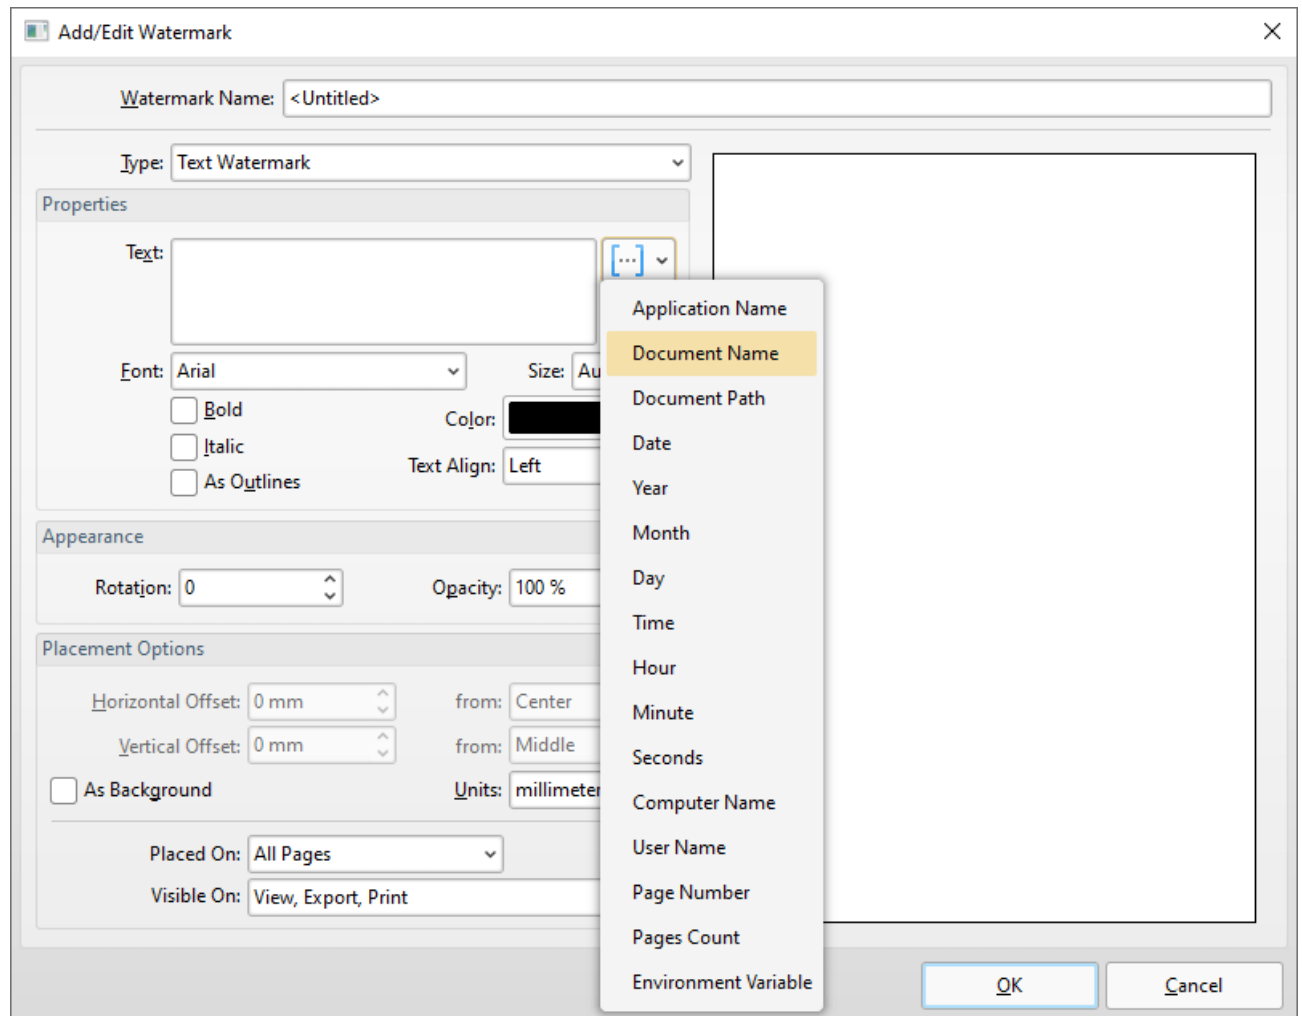 Add/Edit Watermark
Watermark Name: <Untitled>
Type: Text Watermark
Properties
Text:
Application Name
Document Name
Document Path
Date
Year
Month
Day
Time
Hour
Minute
Seconds
Computer Name
User Name
Page Number
Pages Count
Environment Variable
Font: Arial
Size: Au
Bold
Color:
Italic
Text Align: Left
As Outlines
Appearance
Rotation: 0
Opacity: 100 %
Placement Options
Horizontal Offset: 0 mm
from: Center
Vertical Offset: 0 mm
from: Middle
As Background
Units: millimeter
Placed On: All Pages
Visible On: View, Export, Print
OK
Cancel